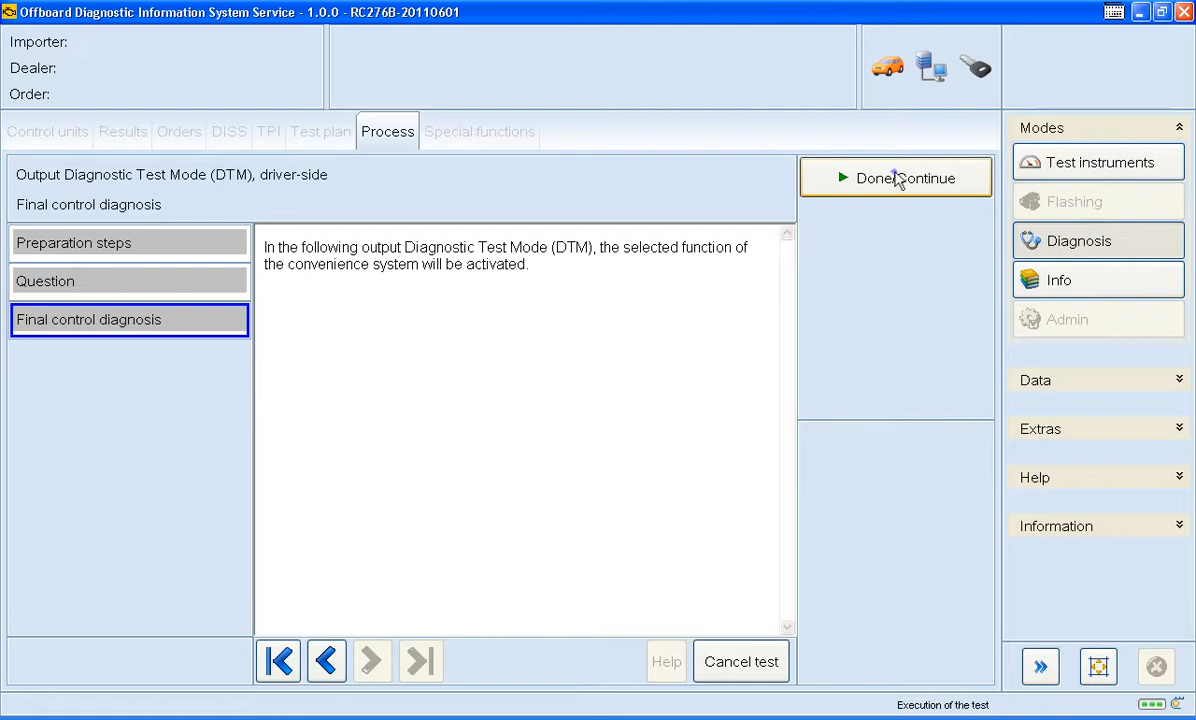 Offboard Diagnostic Information System Service - 1.0.0 - RC276B-20110601
Importer:
Dealer:
Order:
Control units
Results
Orders
DISS
TPI
Test plan
Process
Special functions
Output Diagnostic Test Mode (DTM), driver-side
Final control diagnosis
Preparation steps
Question
Final control diagnosis
In the following output Diagnostic Test Mode (DTM), the selected function of
the convenience system will be activated.
Done/Continue
Modes
Test instruments
Flashing
Diagnosis
Info
Admin
Data
Extras
Help
Information
Help
Cancel test
Execution of the test